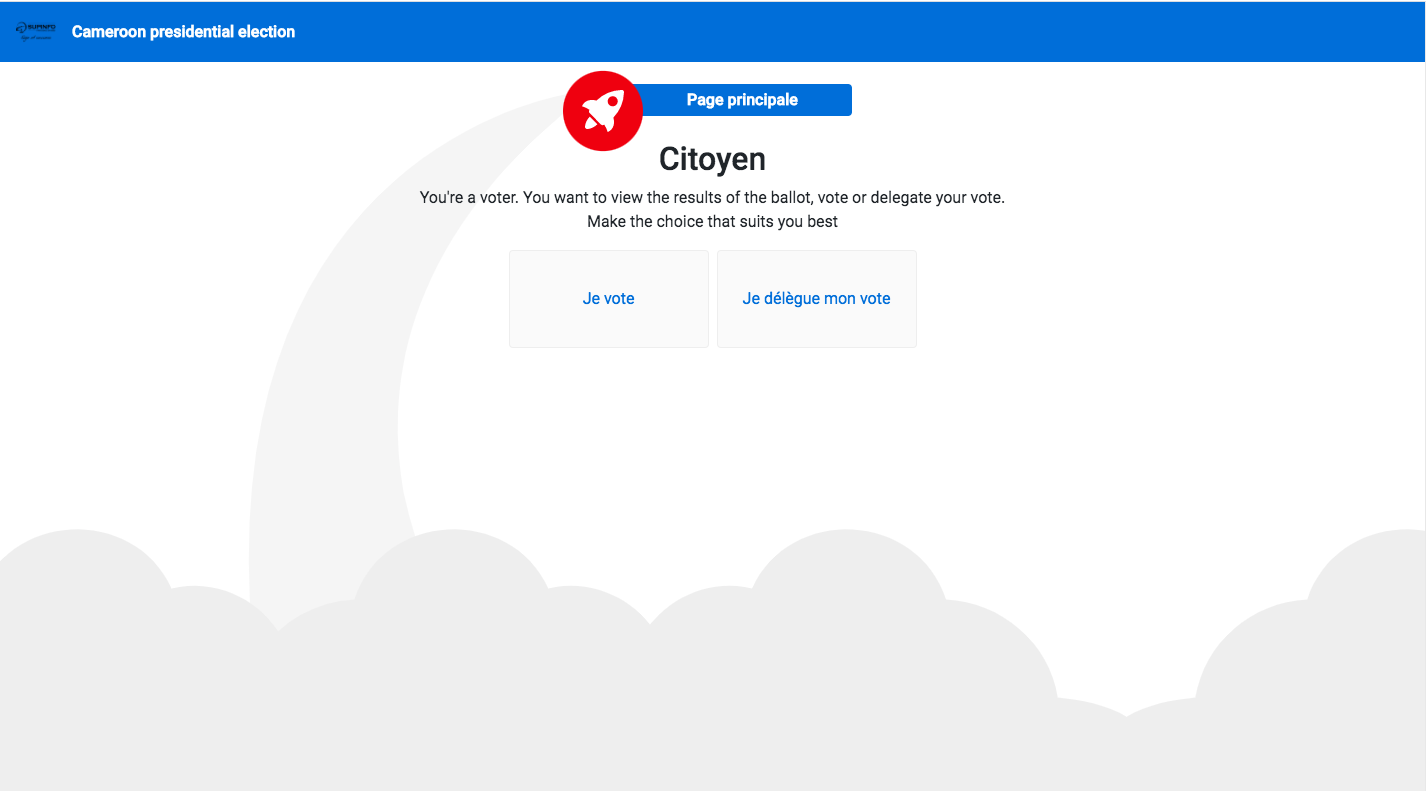 SUPINFO
Cameroon presidential election
Page principale
Citoyen
You're a voter. You want to view the results of the ballot, vote or delegate your vote.
Make the choice that suits you best
Je vote
Je délègue mon vote